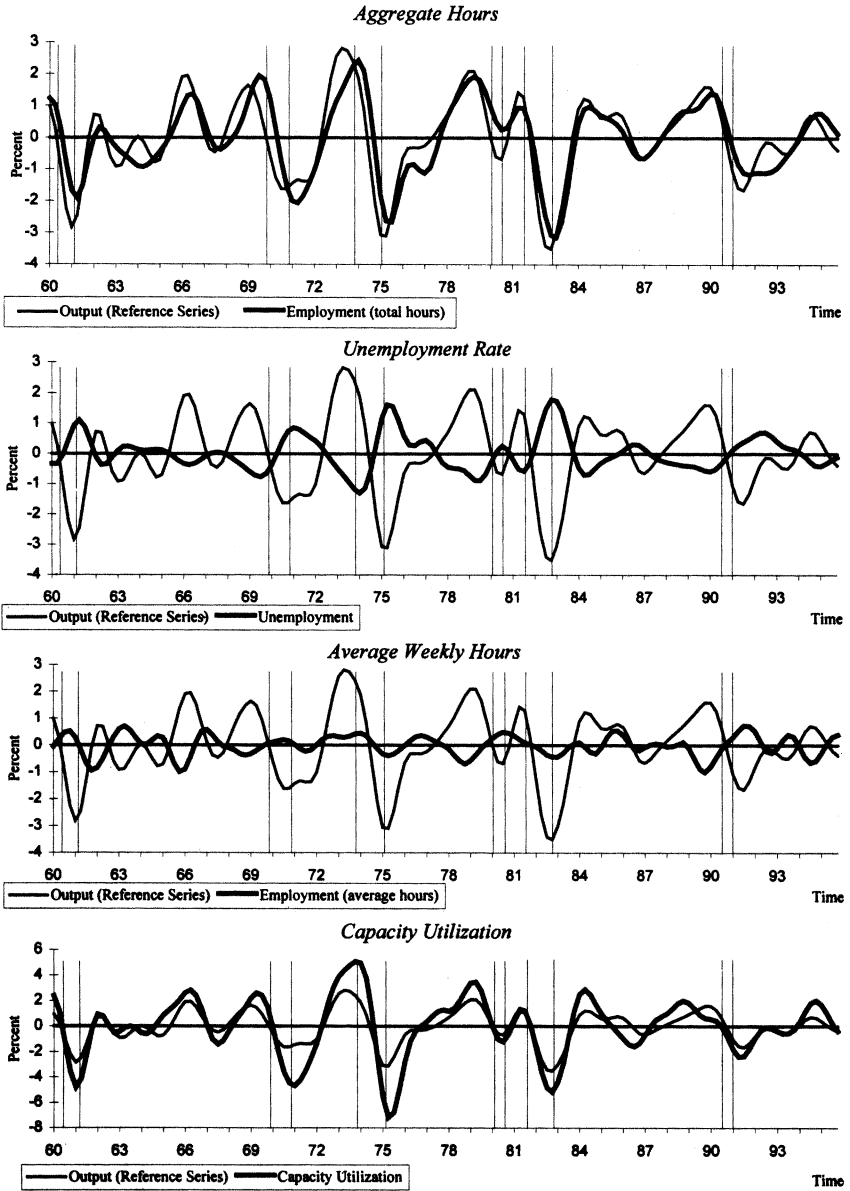 Aggregate Hours
3
2
1
0
-1
-2
-3
-4
Percent
60 63 66 69 72 75 78 81 84 87 90 93
Output (Reference Series) Employment (total hours)
Time
Unemployment Rate
3
2
1
0
-1
-2
-3
-4
Percent
60 63 66 69 72 75 78 81 84 87 90 93
Output (Reference Series) Unemployment
Time
Average Weekly Hours
3
2
1
0
-1
-2
-3
-4
Percent
60 63 66 69 72 75 78 81 84 87 90 93
Output (Reference Series) Employment (average hours)
Time
Capacity Utilization
6
4
2
0
-2
-4
-6
-8
Percent
60 63 66 69 72 75 78 81 84 87 90 93
Output (Reference Series) Capacity Utilization
Time